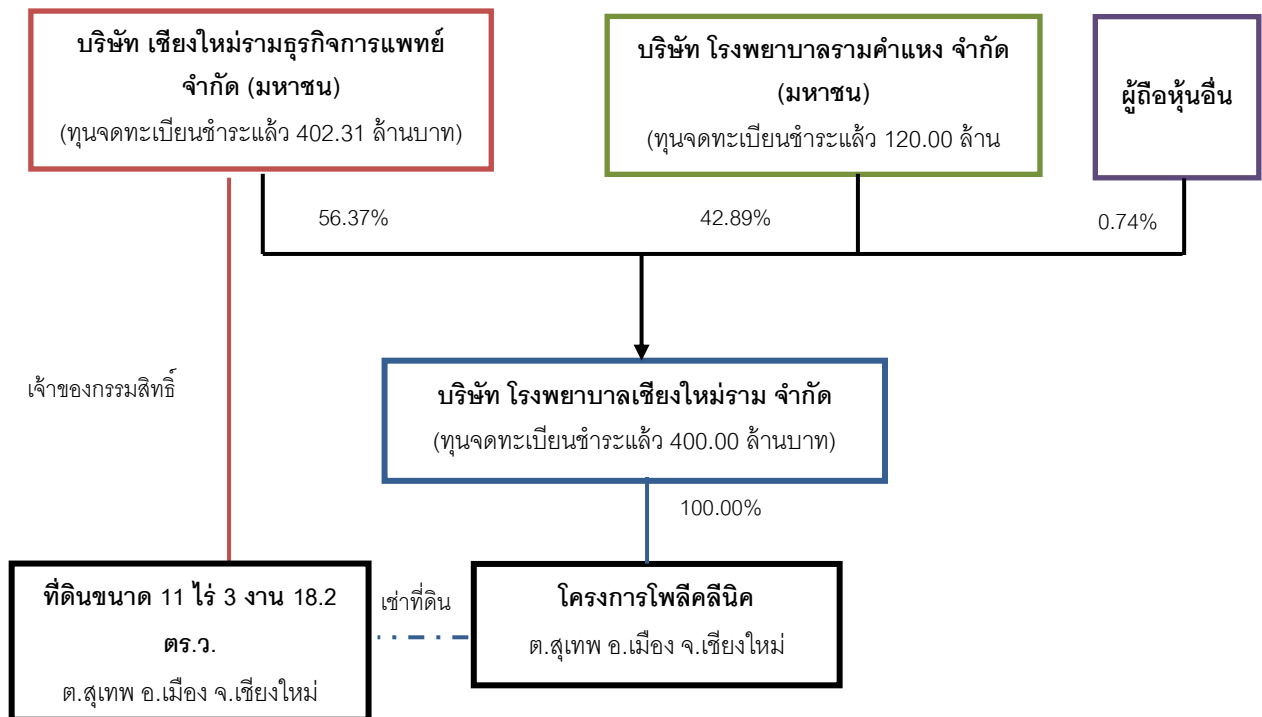 บริษัท เชียงใหม่รามธุรกิจการแพทย์
จำกัด (มหาชน)
(ทุนจดทะเบียนชำระแล้ว 402.31 ล้านบาท)
บริษัท โรงพยาบาลรามคำแหง จำกัด
(มหาชน)
(ทุนจดทะเบียนชำระแล้ว 120.00 ล้าน
ผู้ถือหุ้นอื่น
56.37%
42.89%
0.74%
เจ้าของกรรมสิทธิ์
บริษัท โรงพยาบาลเชียงใหม่ราม จำกัด
(ทุนจดทะเบียนชำระแล้ว 400.00 ล้านบาท)
100.00%
ที่ดินขนาด 11 ไร่ 3 งาน 18.2
ตร.ว.
ต.สุเทพ อ.เมือง จ.เชียงใหม่
เช่าที่ดิน
โครงการโพลีคลีนิค
ต.สุเทพ อ.เมือง จ.เชียงใหม่